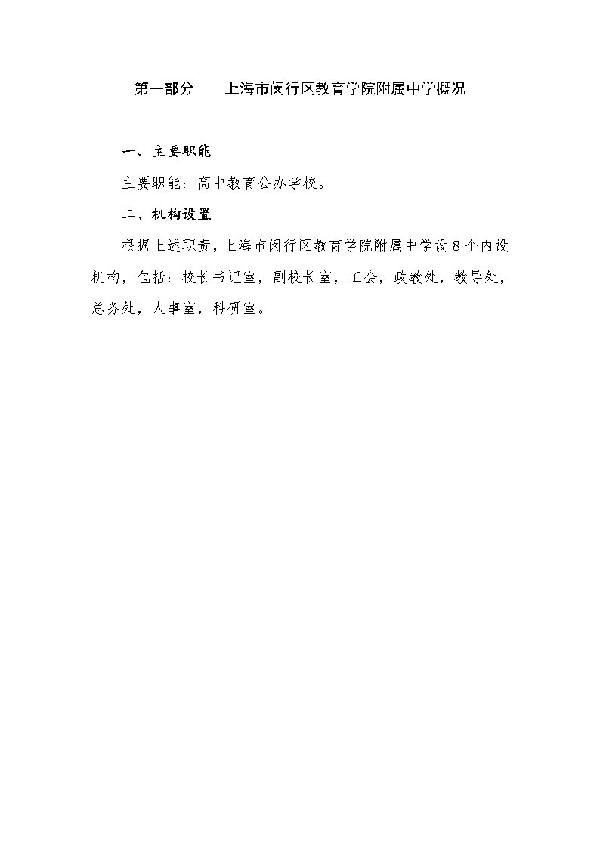 第一部分　　上海市闵行区教育学院附属中学概况
一、主要职能
主要职能：高中教育公办学校。
二、机构设置
根据上述职责，上海市闵行区教育学院附属中学设 8 个内设
机构，包括：校长书记室，副校长室，工会，政教处，教导处，
总务处，人事室，科研室。